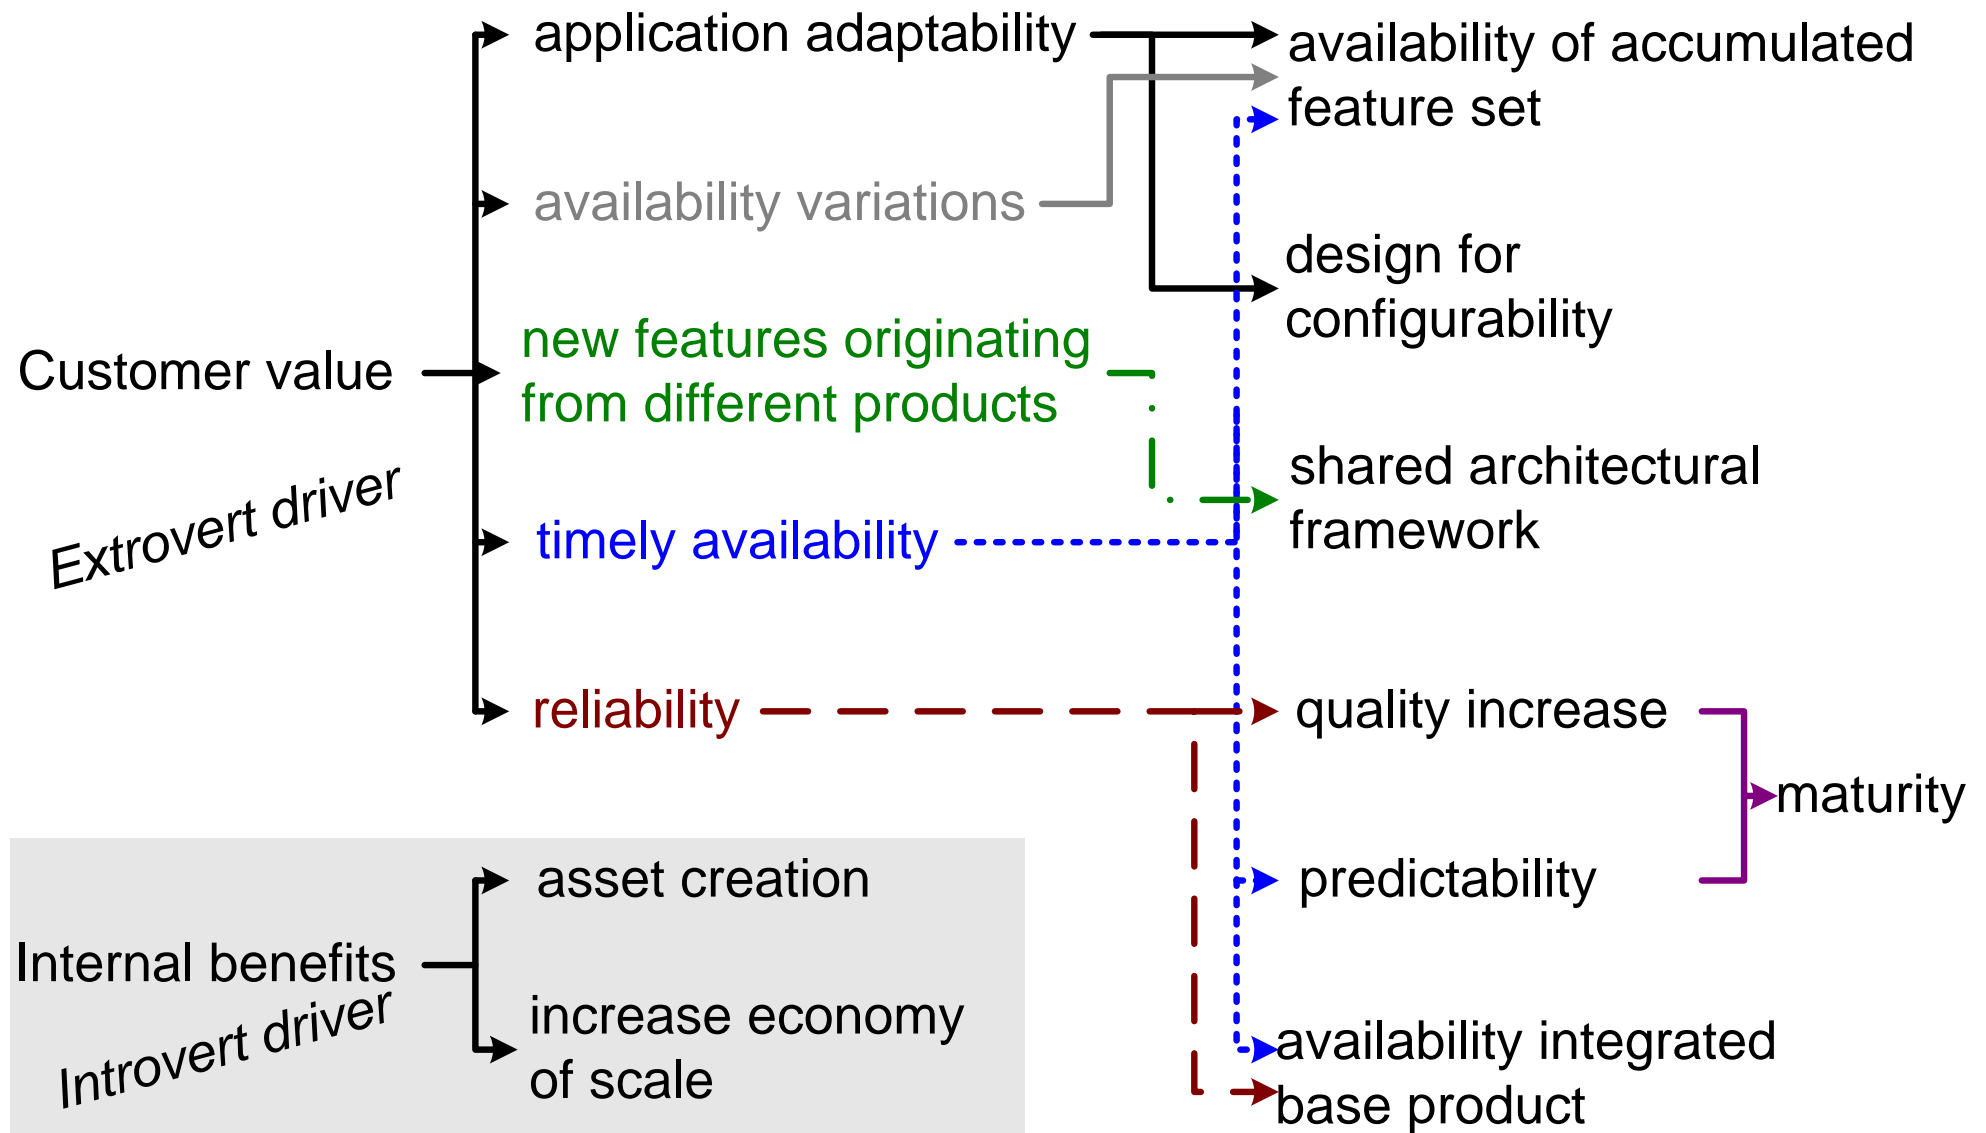 application adaptability
availability of accumulated
feature set
availability variations
design for
configurability
new features originating
from different products
Customer value
shared architectural
framework
Extrovert driver
timely availability
reliability
quality increase
maturity
asset creation
predictability
Internal benefits
Introvert driver
increase economy
of scale
availability integrated
base product